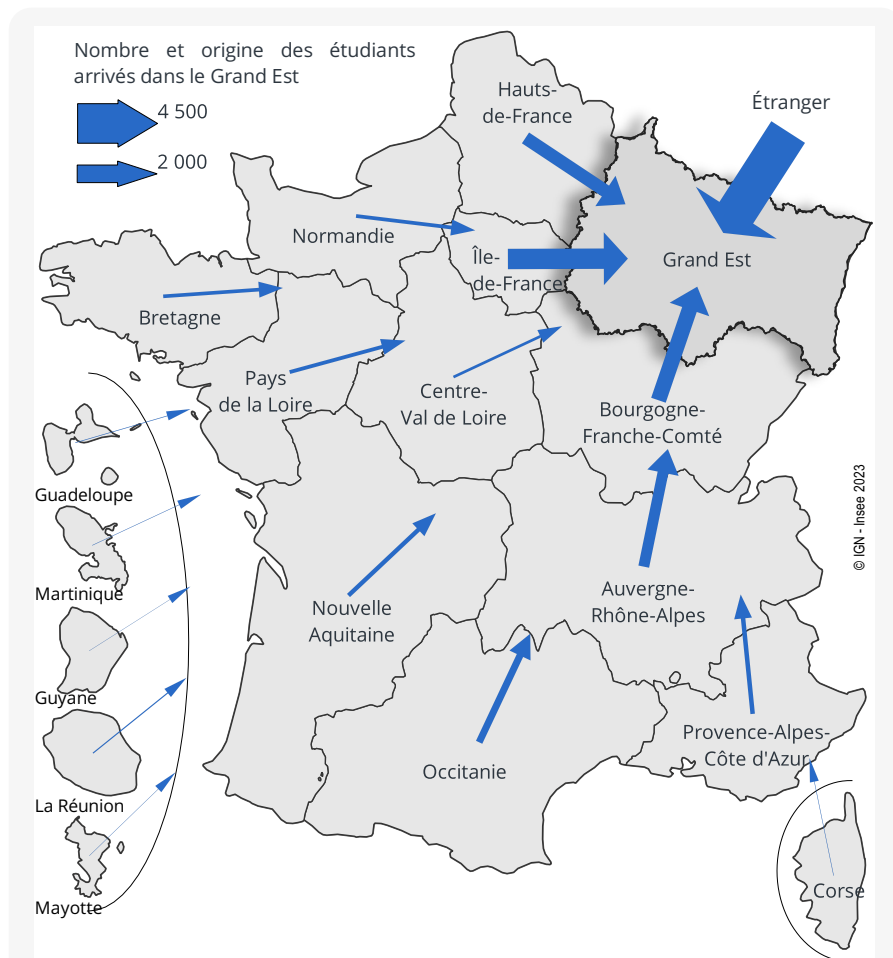 Nombre et origine des étudiants
arrivés dans le Grand Est
4 500
2 000
Hauts-
de-France
Étranger
Normandie
Île-
de-France
Grand Est
Bretagne
Pays
de la Loire
Centre-
Val de Loire
Bourgogne-
Franche-Comté
Guadeloupe
Martinique
Guyane
La Réunion
Mayotte
Nouvelle
Aquitaine
Auvergne-
Rhône-Alpes
Occitanie
Provence-Alpes-
Côte d'Azur
Corse
© IGN - Insee 2023